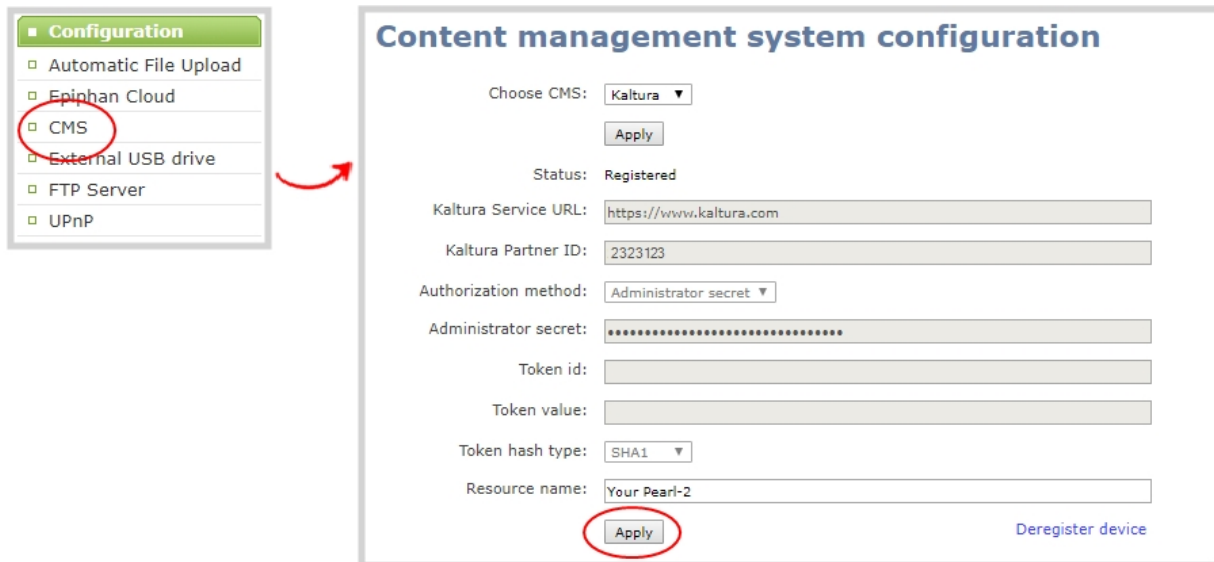 Configuration
Automatic File Upload
Epiphan Cloud
CMS
External USB drive
FTP Server
UPnP
Content management system configuration
Choose CMS: Kaltura
Apply
Status: Registered
Kaltura Service URL: https://www.kaltura.com
Kaltura Partner ID: 2323123
Authorization method: Administrator secret
Administrator secret: ••••••••••••••••••••••••••••••••
Token id:
Token value:
Token hash type: SHA1
Resource name: Your Pearl-2
Apply Deregister device